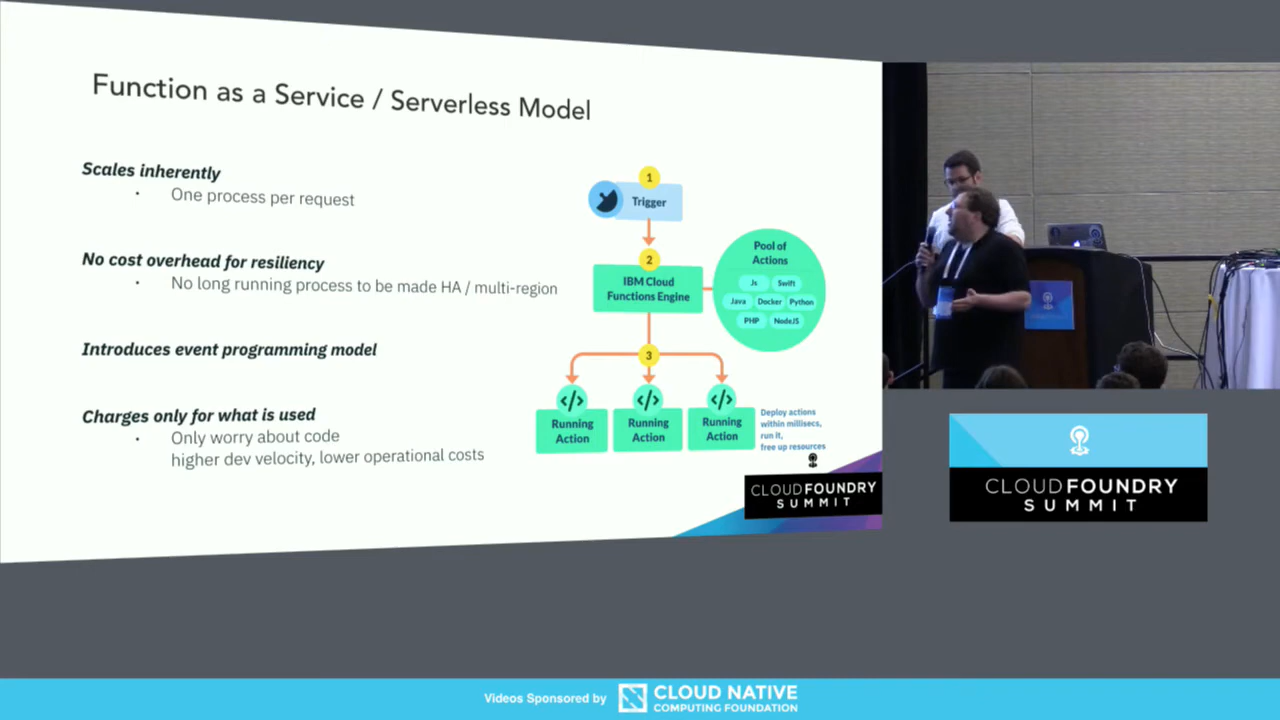 Function as a Service / Serverless Model
Scales inherently
• One process per request
No cost overhead for resiliency
• No long running process to be made HA / multi-region
Introduces event programming model
Charges only for what is used
• Only worry about code
higher dev velocity, lower operational costs
1
Trigger
2
IBM Cloud
Functions Engine
Pool of
Actions
Js Swift
Java Docker Python
PHP NodeJS
3
</> </> </>
Running
Action
Running
Action
Running
Action
Deploy actions
within millisecs,
run it,
free up resources
CLOUDFOUNDRY
SUMMIT
CLOUDFOUNDRY
SUMMIT
Videos Sponsored by
CLOUD NATIVE
COMPUTING FOUNDATION